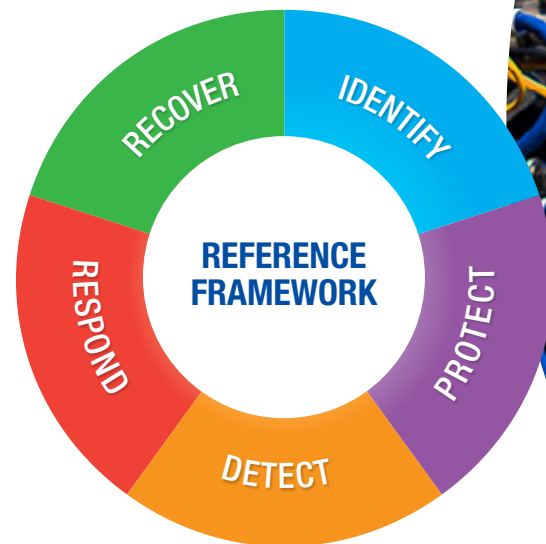 IDENTIFY
PROTECT
DETECT
RESPOND
RECOVER
REFERENCE
FRAMEWORK